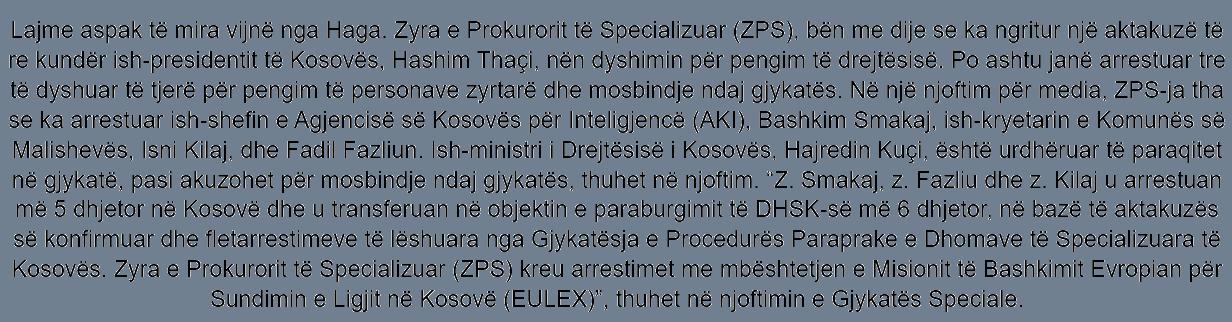 Lajme aspak të mira vijnë nga Haga. Zyra e Prokurorit të Specializuar (ZPS), bën me dije se ka ngritur një aktakuzë të
re kundër ish-presidentit të Kosovës, Hashim Thaçi, nën dyshimin për pengim të drejtësisë. Po ashtu janë arrestuar tre
të dyshuar të tjerë për pengim të personave zyrtarë dhe mosbindje ndaj gjykatës. Në një njoftim për media, ZPS-ja tha
se ka arrestuar ish-shefin e Agjencisë së Kosovës për Inteligjencë (AKI), Bashkim Smakaj, ish-kryetarin e Komunës së
Malishevës, Isni Kilaj, dhe Fadil Fazliun. Ish-ministri i Drejtësisë i Kosovës, Hajredin Kuçi, është urdhëruar të paraqitet
në gjykatë, pasi akuzohet për mosbindje ndaj gjykatës, thuhet në njoftim. “Z. Smakaj, z. Fazliu dhe z. Kilaj u arrestuan
më 5 dhjetor në Kosovë dhe u transferuan në objektin e paraburgimit të DHSK-së më 6 dhjetor, në bazë të aktakuzës
së konfirmuar dhe fletarrestimeve të lëshuara nga Gjykatësja e Procedurës Paraprake e Dhomave të Specializuara të
Kosovës. Zyra e Prokurorit të Specializuar (ZPS) kreu arrestimet me mbështetjen e Misionit të Bashkimit Evropian për
Sundimin e Ligjit në Kosovë (EULEX)”, thuhet në njoftimin e Gjykatës Speciale.